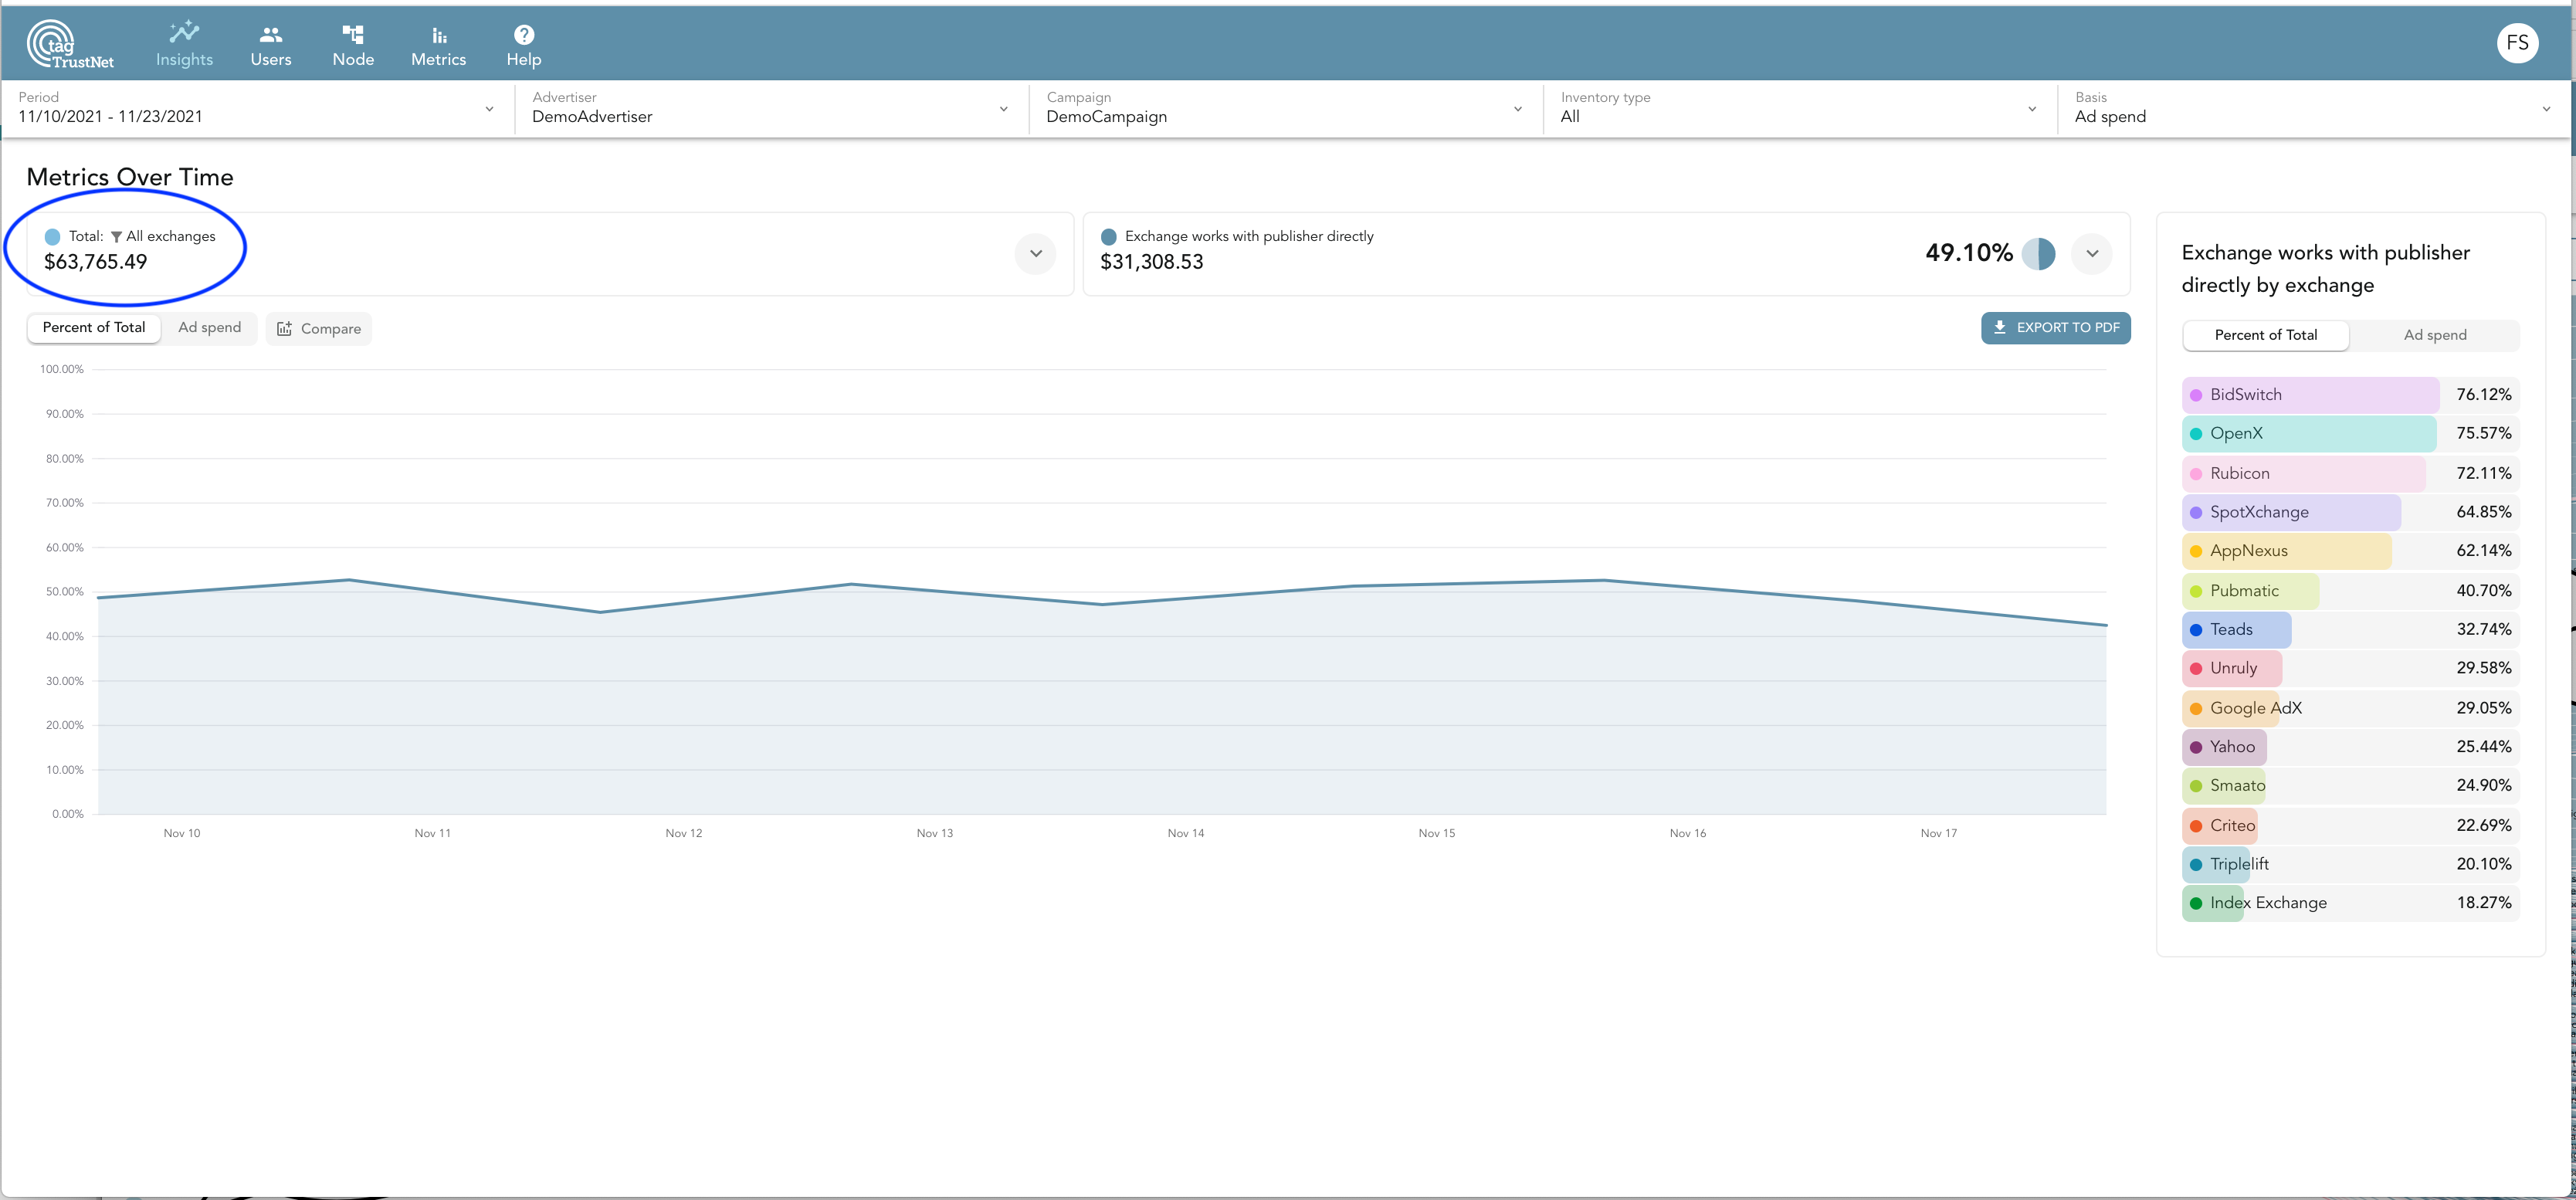 tag
TrustNet
Insights
Users
Node
Metrics
Help
FS
Period
11/10/2021 - 11/23/2021
Advertiser
DemoAdvertiser
Campaign
DemoCampaign
Inventory type
All
Basis
Ad spend
Metrics Over Time
Total: All exchanges
$63,765.49
Exchange works with publisher directly
$31,308.53
49.10%
Percent of Total
Ad spend
Compare
EXPORT TO PDF
100.00%
90.00%
80.00%
70.00%
60.00%
50.00%
40.00%
30.00%
20.00%
10.00%
0.00%
Nov 10
Nov 11
Nov 12
Nov 13
Nov 14
Nov 15
Nov 16
Nov 17
Exchange works with publisher
directly by exchange
Percent of Total
Ad spend
BidSwitch 76.12%
OpenX 75.57%
Rubicon 72.11%
SpotXchange 64.85%
AppNexus 62.14%
Pubmatic 40.70%
Teads 32.74%
Unruly 29.58%
Google AdX 29.05%
Yahoo 25.44%
Smaato 24.90%
Criteo 22.69%
Triplelift 20.10%
Index Exchange 18.27%